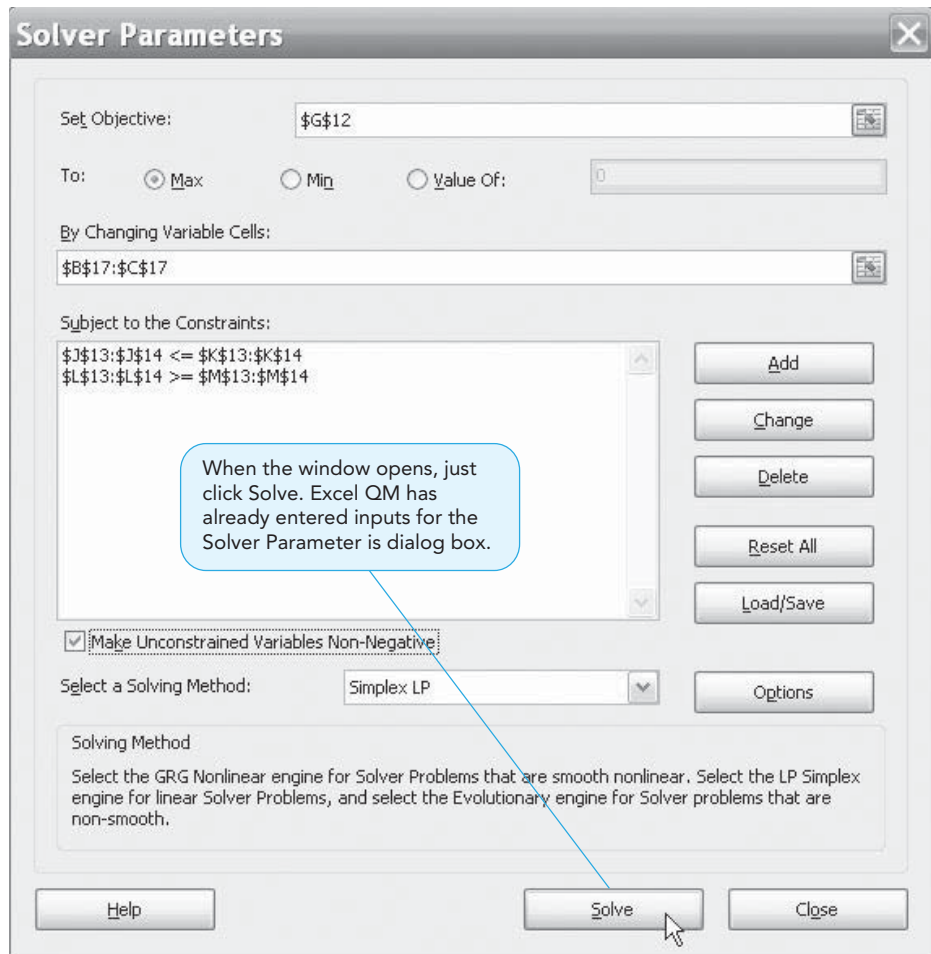 Solver Parameters
Set Objective:
$G$12
To:
Max
Min
Value Of:
0
By Changing Variable Cells:
$B$17:$C$17
Subject to the Constraints:
$J$13:$J$14 <= $K$13:$K$14
$L$13:$L$14 >= $M$13:$M$14
Add
Change
Delete
Reset All
Load/Save
When the window opens, just
click Solve. Excel QM has
already entered inputs for the
Solver Parameter is dialog box.
Make Unconstrained Variables Non-Negative
Select a Solving Method:
Simplex LP
Options
Solving Method
Select the GRG Nonlinear engine for Solver Problems that are smooth nonlinear. Select the LP Simplex
engine for linear Solver Problems, and select the Evolutionary engine for Solver problems that are
non-smooth.
Help
Solve
Close